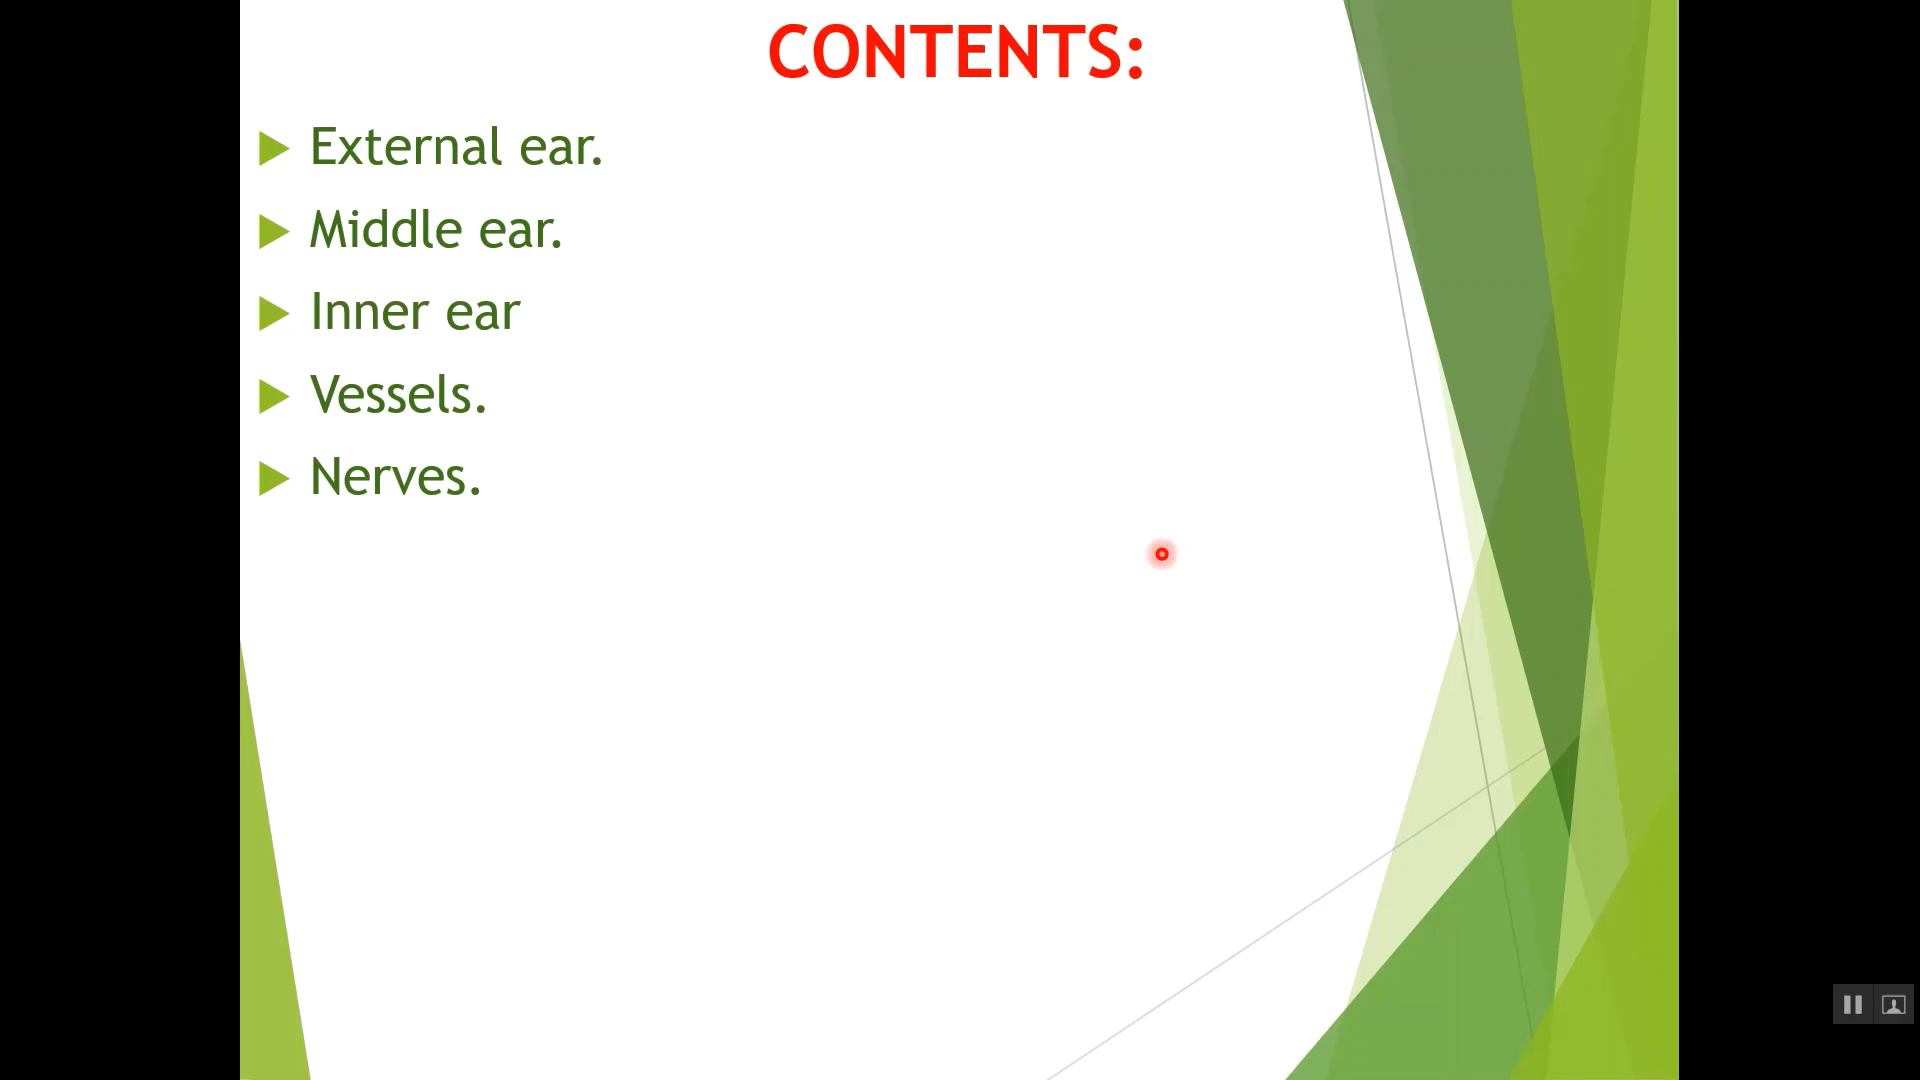 CONTENTS:
External ear.
Middle ear.
Inner ear
Vessels.
Nerves.